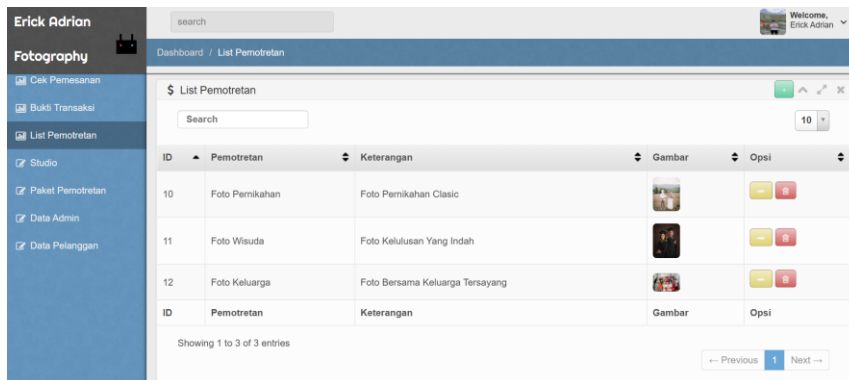 Erick Adrian
Fotography
search
Welcome,
Erick Adrian
Dashboard / List Pemotretan
Cek Pemesanan
Bukti Transaksi
List Pemotretan
Studio
Paket Pemotretan
Data Admin
Data Pelanggan
$ List Pemotretan
Search
10
ID Pemotretan Keterangan Gambar Opsi
10 Foto Pernikahan Foto Pernikahan Clasic
11 Foto Wisuda Foto Kelulusan Yang Indah
12 Foto Keluarga Foto Bersama Keluarga Tersayang
ID Pemotretan Keterangan Gambar Opsi
Showing 1 to 3 of 3 entries
← Previous 1 Next →